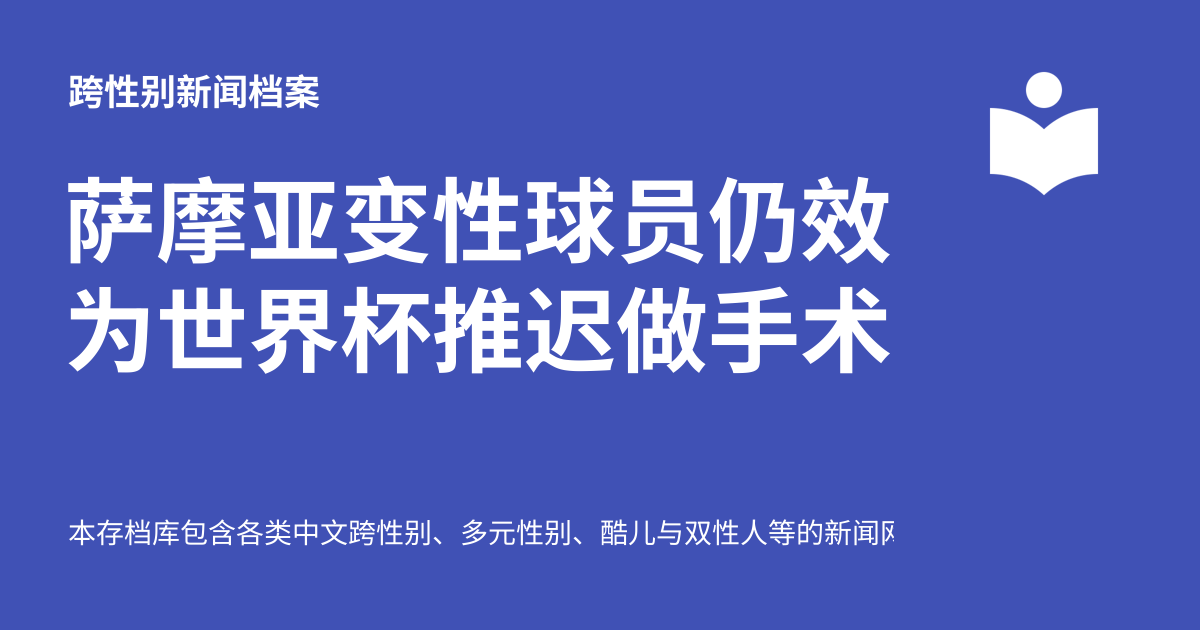 跨性别新闻档案
萨摩亚变性球员仍效
为世界杯推迟做手术
本存档库包含各类中文跨性别、多元性别、酷儿与双性人等的新闻